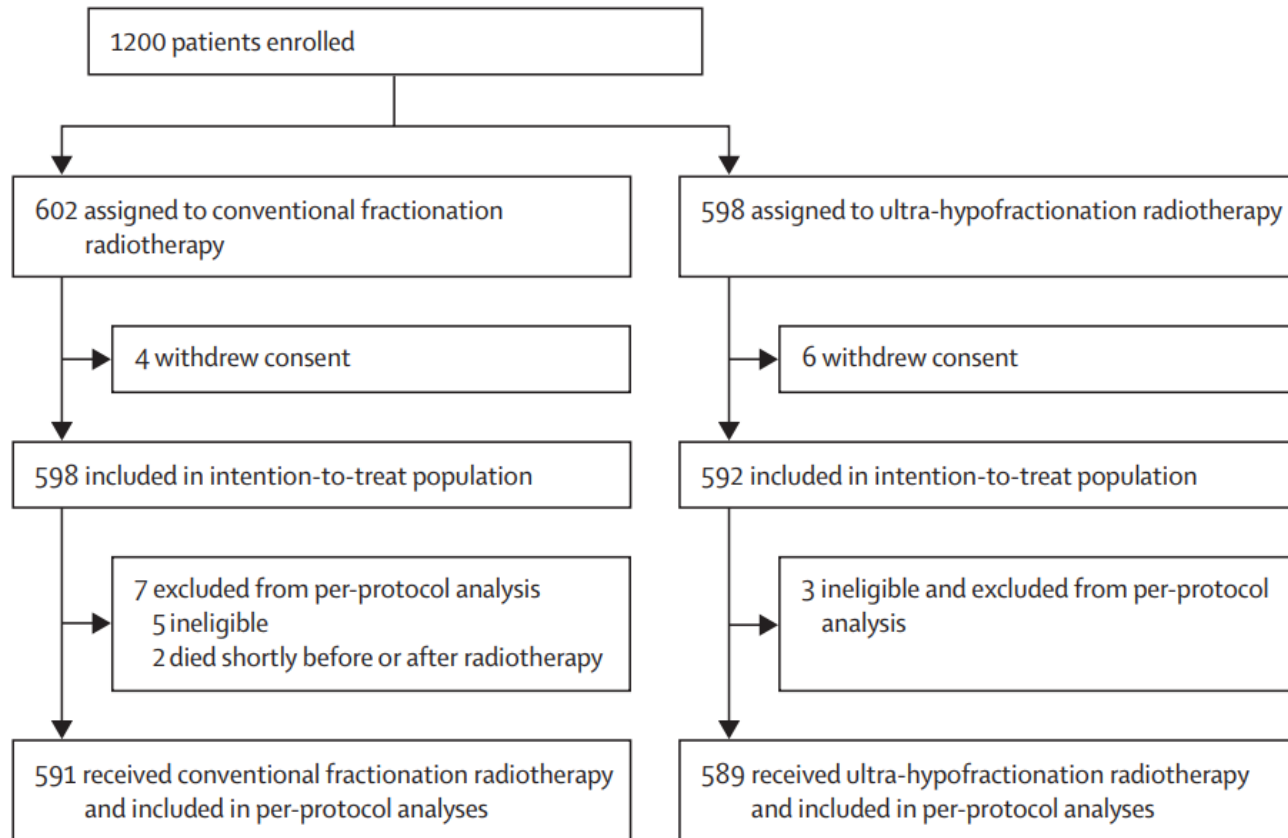 1200 patients enrolled
602 assigned to conventional fractionation
radiotherapy
598 assigned to ultra-hypofractionation radiotherapy
4 withdrew consent
6 withdrew consent
598 included in intention-to-treat population
592 included in intention-to-treat population
7 excluded from per-protocol analysis
5 ineligible
2 died shortly before or after radiotherapy
3 ineligible and excluded from per-protocol
analysis
591 received conventional fractionation radiotherapy
and included in per-protocol analyses
589 received ultra-hypofractionation radiotherapy
and included in per-protocol analyses